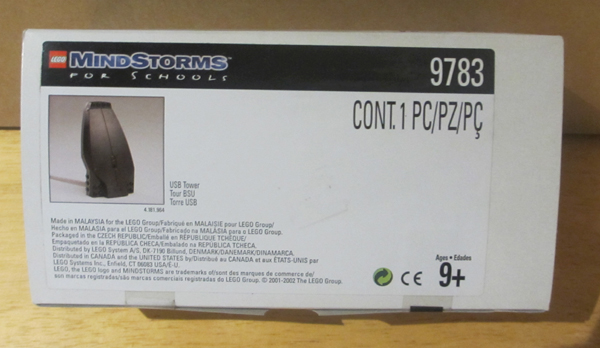 LEGO MINDSTORMS
FOR SCHOOLS
9783
CONT. 1 PC/PZ/PÇ
USB Tower
Tour BSU
Torre USB
4.181.864
Made in MALAYSIA for the LEGO Group/Fabriqué en MALAISIE pour LEGO Group/
Hecho en MALASIA para el LEGO Group/Fabricado na MALÁSIA para o LEGO Group.
Packaged in the CZECH REPUBLIC/Emballé en RÉPUBLIQUE TCHÈQUE/
Empaquetado en la REPÚBLICA CHECA/Embalado na REPÚBLICA TCHECA.
Distributed by LEGO System A/S, DK-7190 Billund, DENMARK/DANEMARK/DINAMARCA.
Distributed in CANADA and the UNITED STATES by/Distribué au CANADA et aux ÉTATS-UNIS par
LEGO Systems Inc., Enfield, CT 06083 USA/E-U.
LEGO, the LEGO logo and MINDSTORMS are trademarks of/sont des marques de commerce de/
son marcas registradas/são marcas comerciais registradas do LEGO Group. © 2001-2002 The LEGO Group.
CE
Ages • Edades
9+